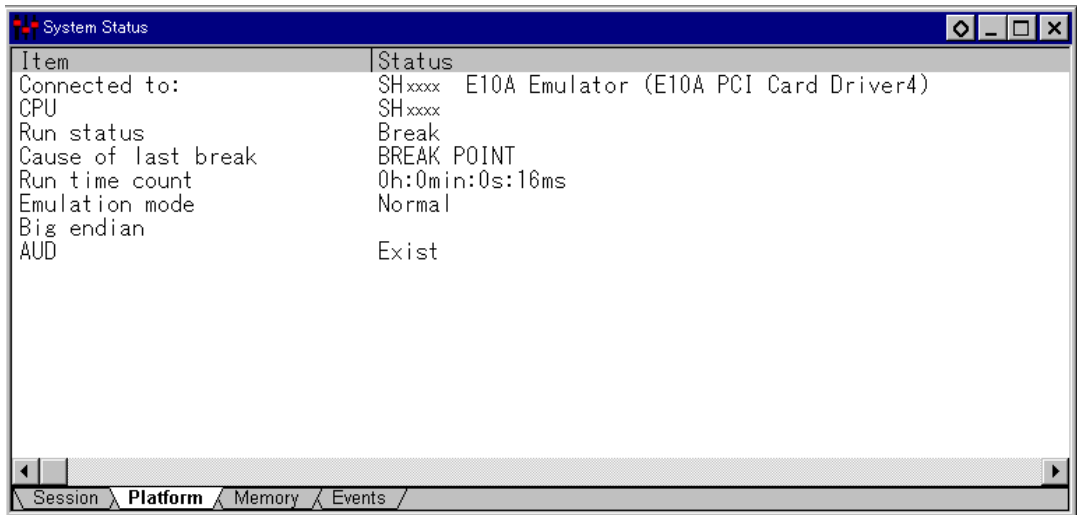 System Status
Item Status
Connected to: SHxxxx E10A Emulator (E10A PCI Card Driver4)
CPU SHxxxx
Run status Break
Cause of last break BREAK POINT
Run time count 0h:0min:0s:16ms
Emulation mode Normal
Big endian
AUD Exist
Session Platform Memory Events